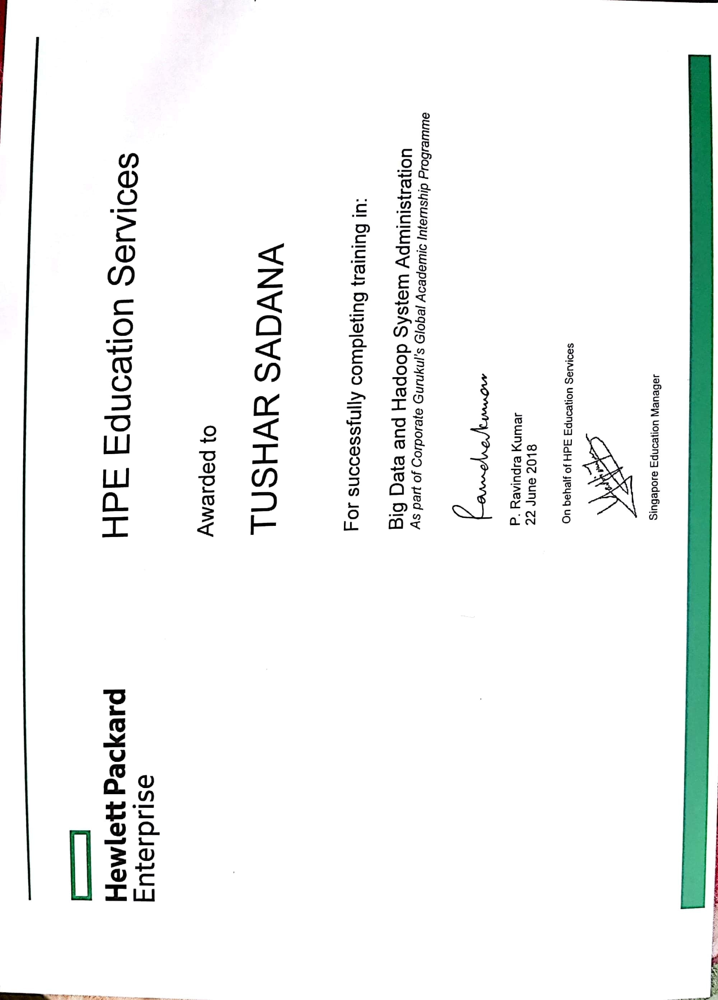 Hewlett Packard
Enterprise
HPE Education Services
Awarded to
TUSHAR SADANA
For successfully completing training in:
Big Data and Hadoop System Administration
As part of Corporate Gurukul's Global Academic Internship Programme
P. Ravindra Kumar
22 June 2018
On behalf of HPE Education Services
Singapore Education Manager